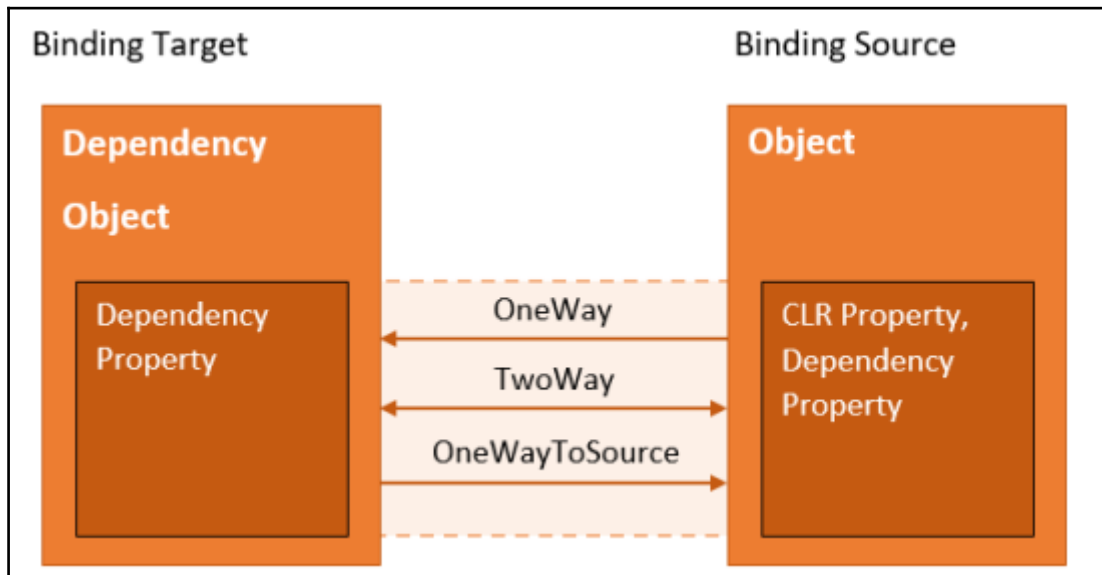 Binding Target
Binding Source
Dependency
Object
Object
Dependency
Property
OneWay
TwoWay
OneWayToSource
CLR Property,
Dependency
Property